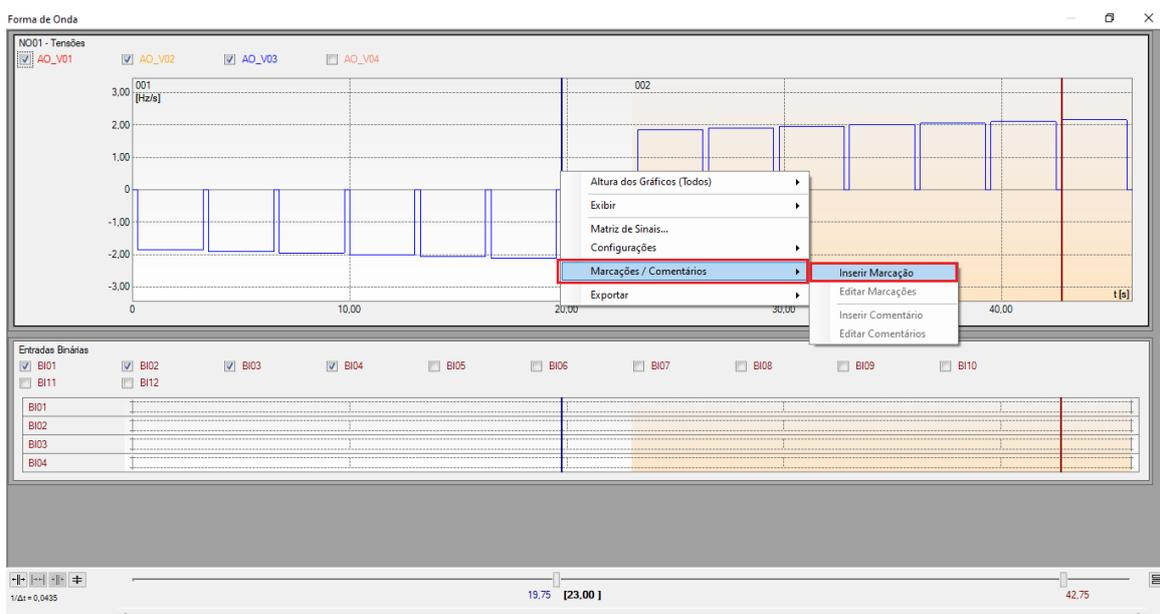 Forma de Onda
NO01 - Tensões
AO_V01 AO_V02 AO_V03 AO_V04
001 002
[Hz/s]
3,00
2,00
1,00
0
-1,00
-2,00
-3,00
t [s]
0 10,00 20,00 30,00 40,00
Altura dos Gráficos (Todos)
Exibir
Matriz de Sinais...
Configurações
Marcações / Comentários
Exportar
Inserir Marcação
Editar Marcações
Inserir Comentário
Editar Comentários
Entradas Binárias
BI01 BI02 BI03 BI04 BI05 BI06 BI07 BI08 BI09 BI10
BI11 BI12
BI01
BI02
BI03
BI04
1/Δt = 0,0435
19,75 [23,00 ] 42,75